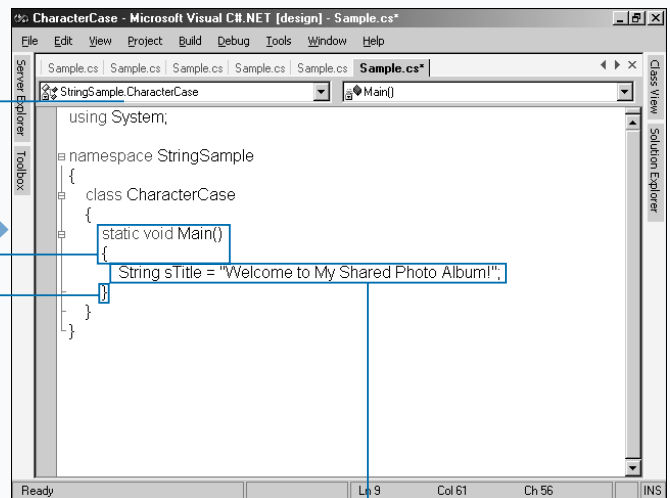 CharacterCase - Microsoft Visual C#.NET [design] - Sample.cs*
File Edit View Project Build Debug Tools Window Help
Sample.cs Sample.cs Sample.cs Sample.cs Sample.cs Sample.cs*
StringSample.CharacterCase Main()
Server Explorer
Toolbox
Class View
Solution Explorer
using System;
namespace StringSample
{
class CharacterCase
{
static void Main()
{
String sTitle = "Welcome to My Shared Photo Album!";
}
}
}
Ready Ln 9 Col 61 Ch 56 INS